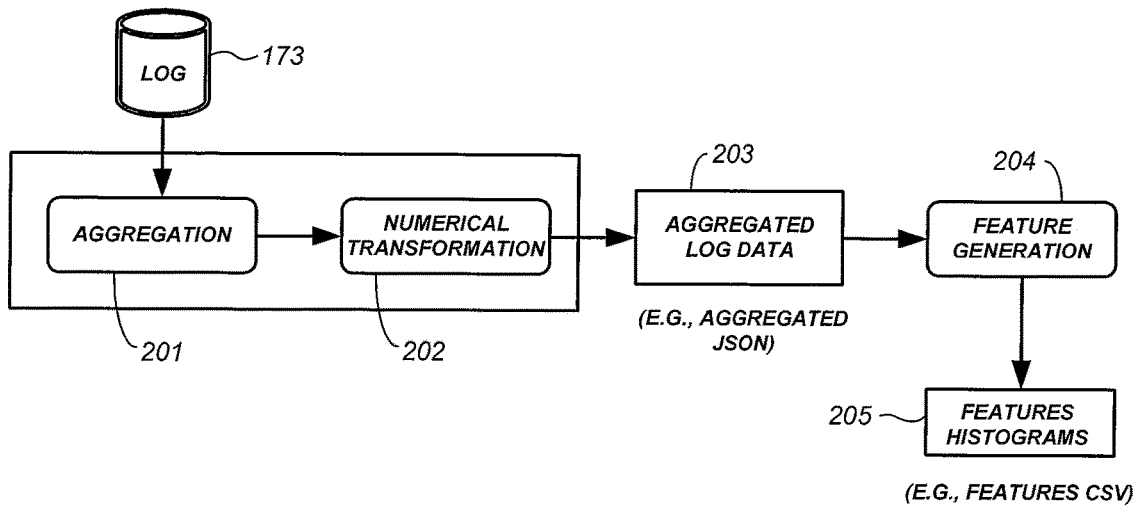 LOG
173
AGGREGATION
201
NUMERICAL
TRANSFORMATION
202
203
AGGREGATED
LOG DATA
(E.G., AGGREGATED
JSON)
204
FEATURE
GENERATION
205
FEATURES
HISTOGRAMS
(E.G., FEATURES CSV)